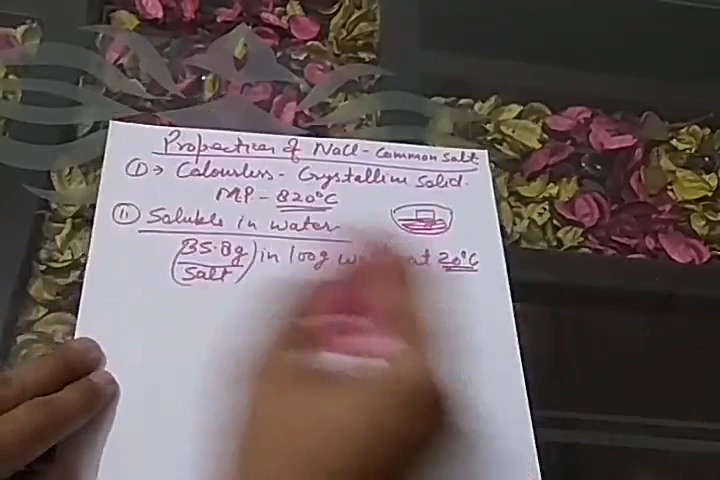 Properties of NaCl - Common Salt
(I) → Colourless - Crystalline Solid.
MP - 820°C
(II) Soluble in water
(35.8g / Salt) in 100g at 20°C